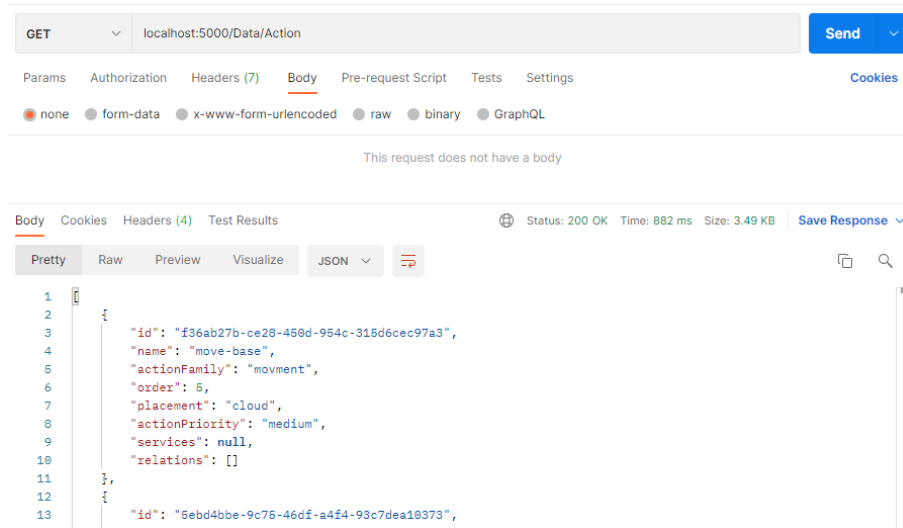 GET localhost:5000/Data/Action Send
Params Authorization Headers (7) Body Pre-request Script Tests Settings Cookies
none form-data x-www-form-urlencoded raw binary GraphQL
This request does not have a body
Body Cookies Headers (4) Test Results Status: 200 OK Time: 882 ms Size: 3.49 KB Save Response
Pretty Raw Preview Visualize JSON
1 [
2 {
3 "id": "f36ab27b-ce28-450d-954c-315d6cec97a3",
4 "name": "move-base",
5 "actionFamily": "movment",
6 "order": 5,
7 "placement": "cloud",
8 "actionPriority": "medium",
9 "services": null,
10 "relations": []
11 },
12 {
13 "id": "5ebd4bbe-9c75-46df-a4f4-93c7dea10373",